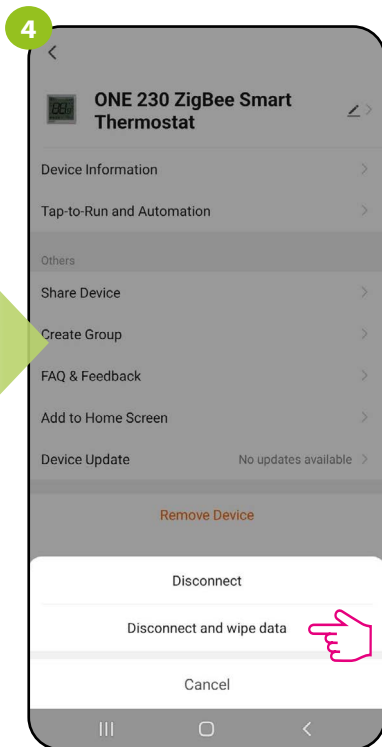 4
ONE 230 ZigBee Smart
Thermostat
Device Information
Tap-to-Run and Automation
Others
Share Device
Create Group
FAQ & Feedback
Add to Home Screen
Device Update No updates available
Remove Device
Disconnect
Disconnect and wipe data
Cancel